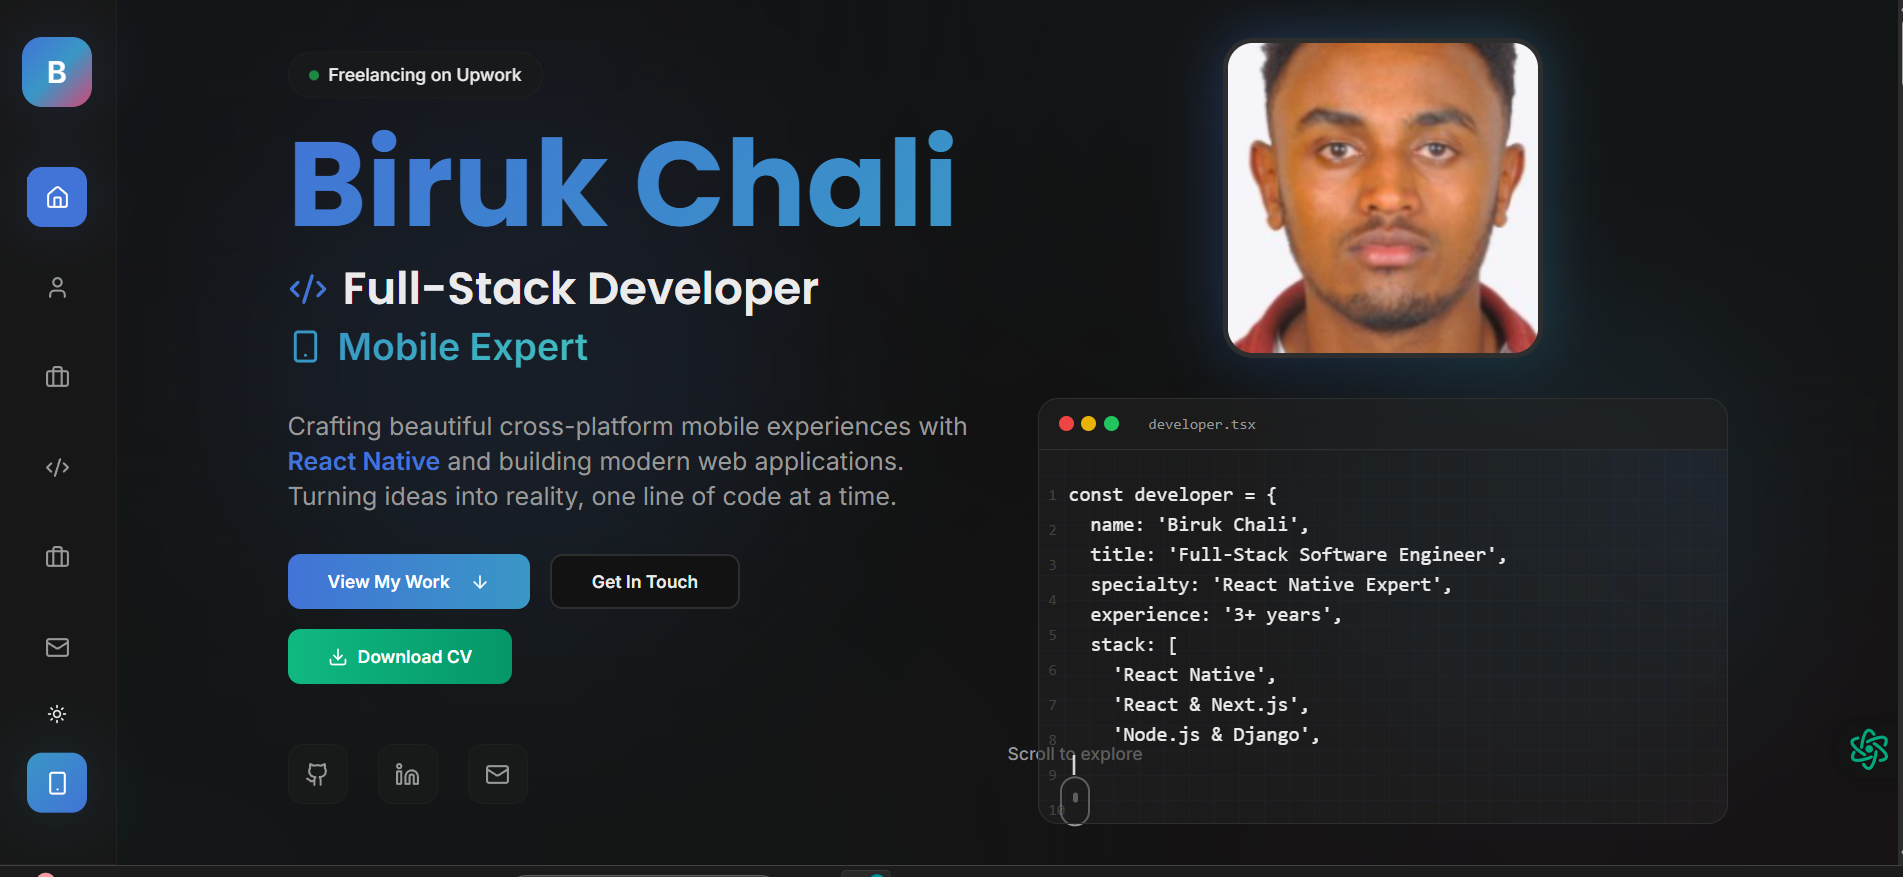 B
Freelancing on Upwork
Biruk Chali
</> Full-Stack Developer
Mobile Expert
Crafting beautiful cross-platform mobile experiences with
React Native and building modern web applications.
Turning ideas into reality, one line of code at a time.
View My Work ↓
Get In Touch
Download CV
developer.tsx
1 const developer = {
2 name: 'Biruk Chali',
3 title: 'Full-Stack Software Engineer',
4 specialty: 'React Native Expert',
5 experience: '3+ years',
6 stack: [
7 'React Native',
8 'React & Next.js',
9 'Node.js & Django',
10
Scroll to explore